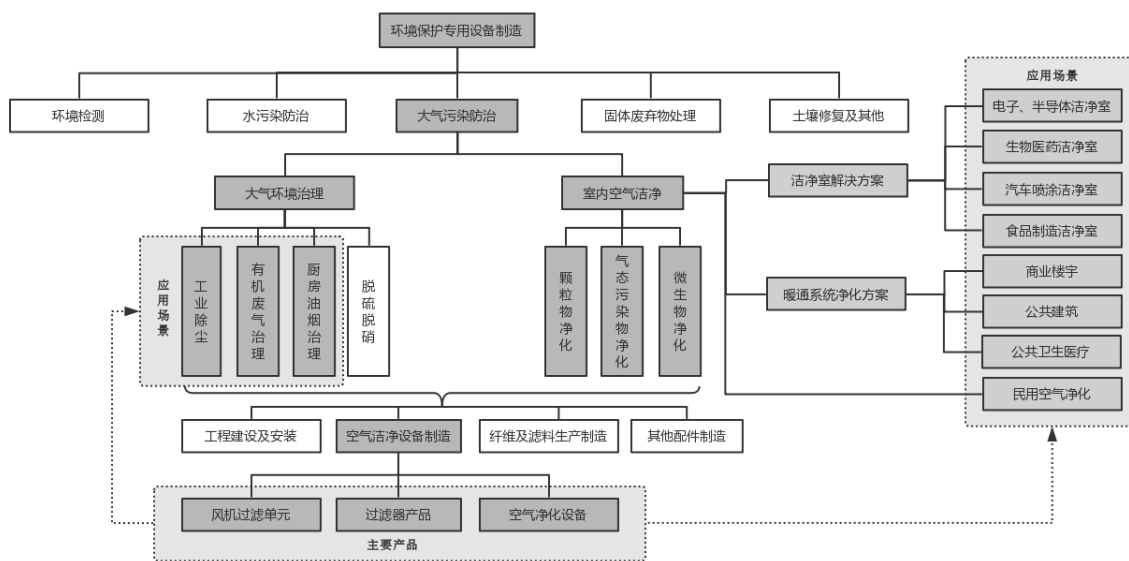 环境保护专用设备制造
应用场景
环境检测
水污染防治
大气污染防治
固体废弃物处理
土壤修复及其他
电子、半导体洁净室
生物医药洁净室
汽车喷涂洁净室
食品制造洁净室
商业楼宇
公共建筑
公共卫生医疗
民用空气净化
大气环境治理
室内空气洁净
洁净室解决方案
暖通系统净化方案
应用场景
工业除尘
有机废气治理
厨房油烟治理
脱硫脱硝
颗粒物净化
气态污染物净化
微生物净化
工程建设及安装
空气洁净设备制造
纤维及滤料生产制造
其他配件制造
风机过滤单元
过滤器产品
空气净化设备
主要产品